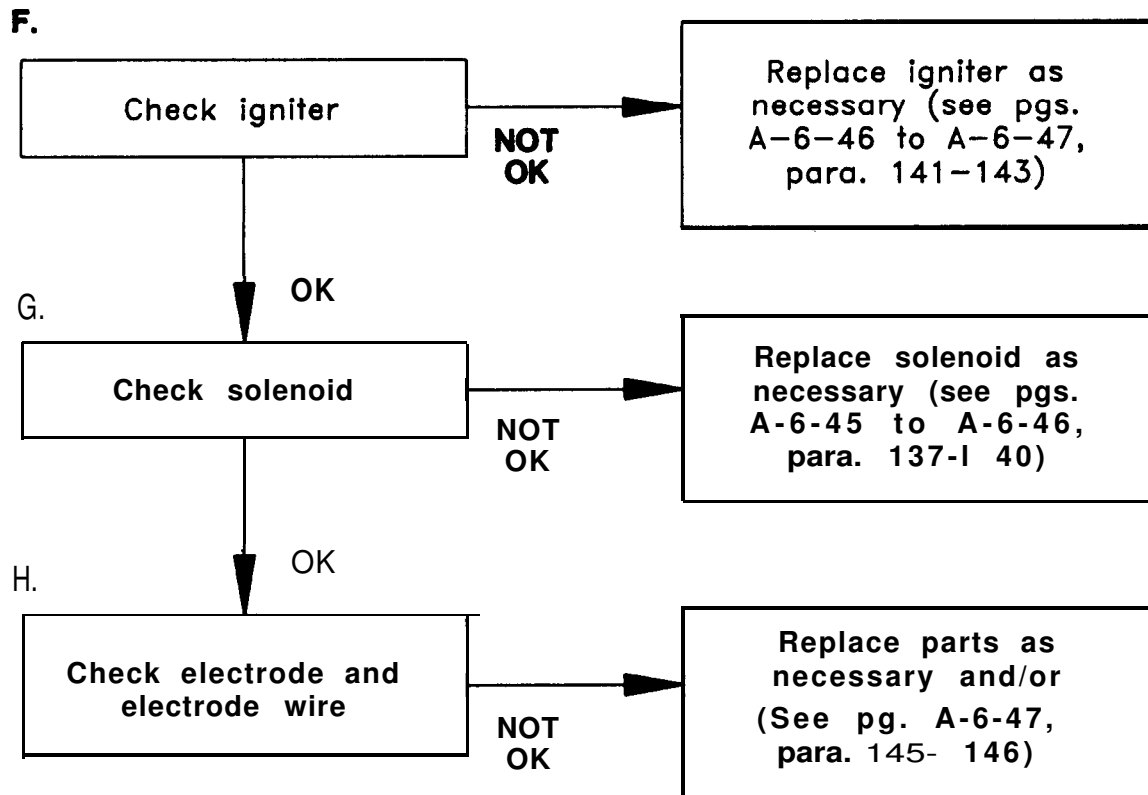 F.
Check igniter
NOT
OK
Replace igniter as
necessary (see pgs.
A-6-46 to A-6-47,
para. 141-143)
OK
G.
Check solenoid
NOT
OK
Replace solenoid as
necessary (see pgs.
A-6-45 to A-6-46,
para. 137-I 40)
OK
H.
Check electrode and
electrode wire
NOT
OK
Replace parts as
necessary and/or
(See pg. A-6-47,
para. 145- 146)